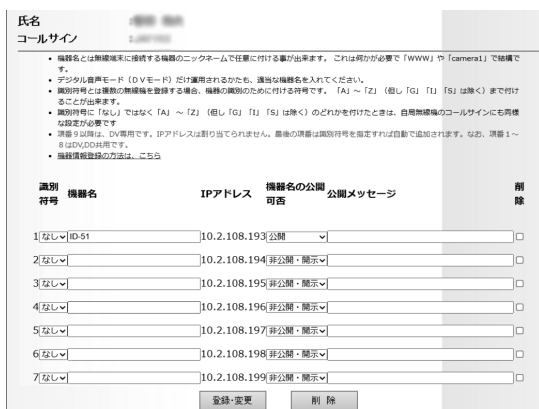 氏名
コールサイン
• 機器名とは無線端末に接続する機器のニックネームで任意に付ける事が出来ます。 これは何かが必要で「WWW」や「camera1」で結構で
す。
• デジタル音声モード(DVモード)だけ運用されるかたも、適当な機器名を入れてください。
• 識別符号とは複数の無線機を登録する場合、機器の識別のために付ける符号です。 「A」 ~ 「Z」 (但し「G」「I」「S」は除く)まで付け
ることが出来ます。
• 識別符号に「なし」ではなく「A」 ~ 「Z」 (但し「G」「I」「S」は除く)のどれかを付けたときは、自局無線機のコールサインにも同様
な設定が必要です
• 項番9以降は、DV専用です。IPアドレスは割り当てられません。最後の項番は識別符号を指定すれば自動で追加されます。なお、項番1~
8はDV,DD共用です。
• 機器情報登録の方法は、こちら
識別符号 機器名 IPアドレス 機器名の公開可否 公開メッセージ 削除
1 なし ID-51 10.2.108.193 公開
2 なし 10.2.108.194 非公開・開示
3 なし 10.2.108.195 非公開・開示
4 なし 10.2.108.196 非公開・開示
5 なし 10.2.108.197 非公開・開示
6 なし 10.2.108.198 非公開・開示
7 なし 10.2.108.199 非公開・開示
登録・変更 削 除